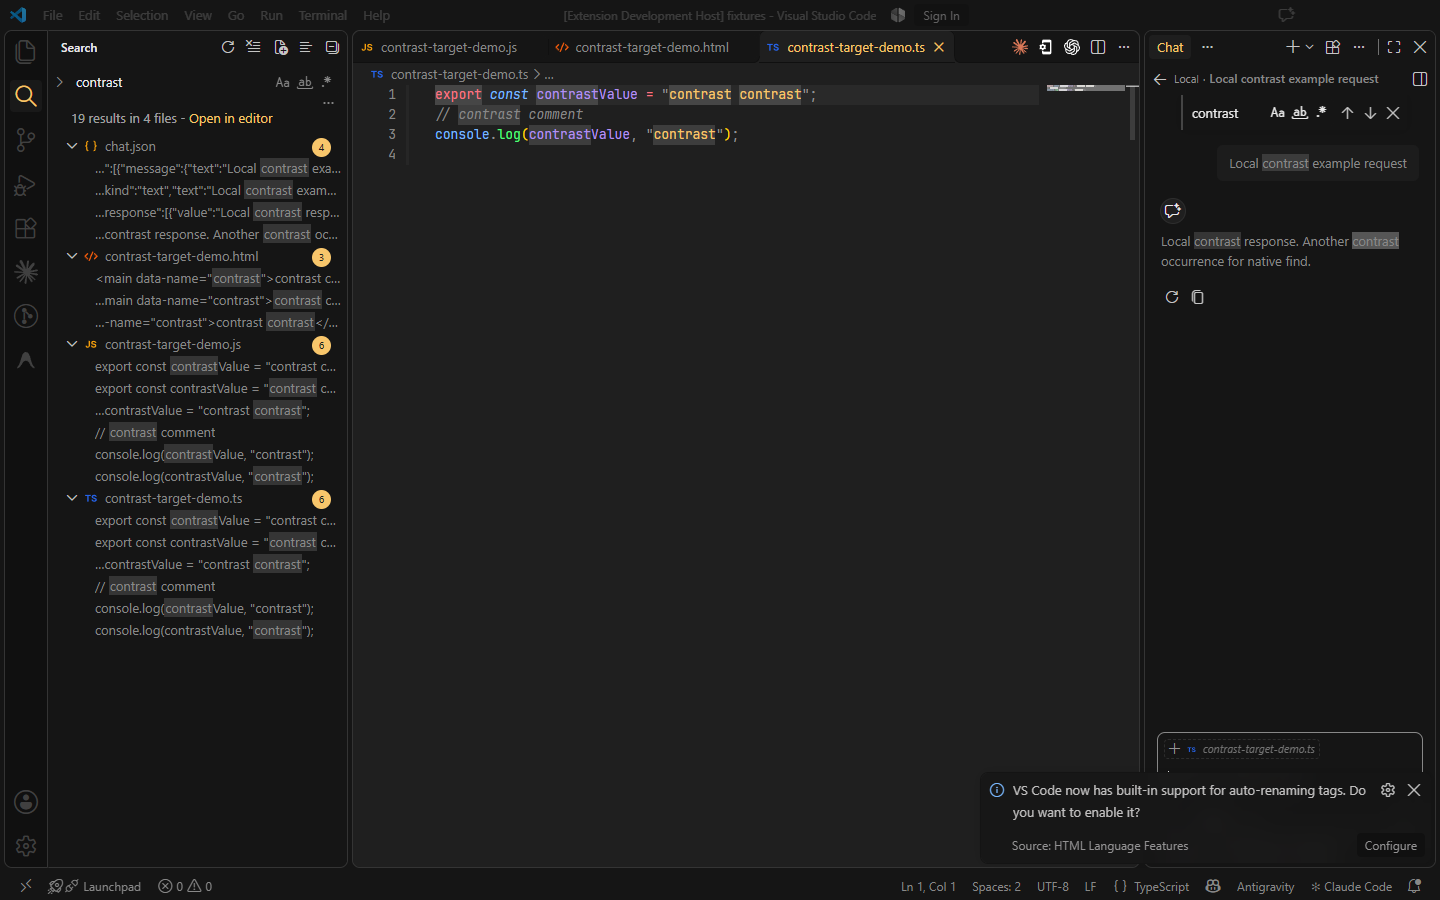 File Edit Selection View Go Run Terminal Help
[Extension Development Host] fixtures - Visual Studio Code
Sign In
Search
contrast
Aa ab .*
19 results in 4 files - Open in editor
{ } chat.json 4
...":[{"message":{"text":"Local contrast exa...
...kind":"text","text":"Local contrast exam...
...response":[{"value":"Local contrast resp...
...contrast response. Another contrast oc...
contrast-target-demo.html 3
<main data-name="contrast">contrast c...
...main data-name="contrast">contrast c...
...-name="contrast">contrast contrast</...
JS contrast-target-demo.js 6
export const contrastValue = "contrast c...
export const contrastValue = "contrast c...
...contrastValue = "contrast contrast";
// contrast comment
console.log(contrastValue, "contrast");
console.log(contrastValue, "contrast");
TS contrast-target-demo.ts 6
export const contrastValue = "contrast c...
export const contrastValue = "contrast c...
...contrastValue = "contrast contrast";
// contrast comment
console.log(contrastValue, "contrast");
console.log(contrastValue, "contrast");
JS contrast-target-demo.js
contrast-target-demo.html
TS contrast-target-demo.ts
TS contrast-target-demo.ts > ...
1 export const contrastValue = "contrast contrast";
2 // contrast comment
3 console.log(contrastValue, "contrast");
4
Chat
Local · Local contrast example request
contrast
Aa ab .*
Local contrast example request
Local contrast response. Another contrast
occurrence for native find.
TS contrast-target-demo.ts
VS Code now has built-in support for auto-renaming tags. Do
you want to enable it?
Source: HTML Language Features
Configure
Launchpad 0 0
Ln 1, Col 1 Spaces: 2 UTF-8 LF { } TypeScript Antigravity Claude Code